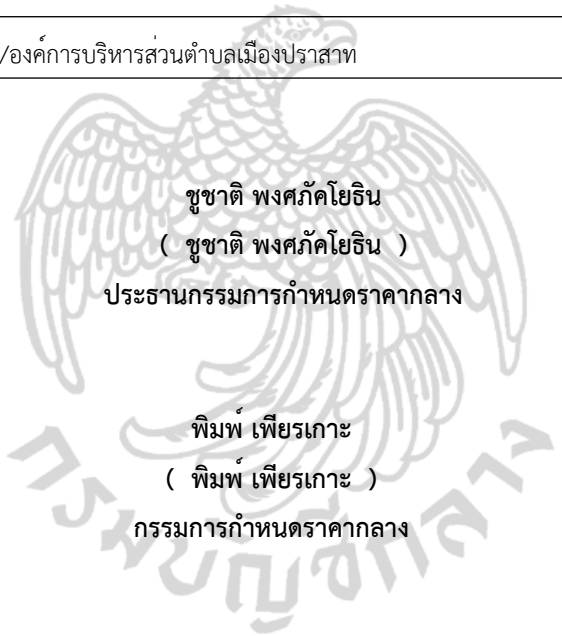 /องค์การบริหารส่วนตำบลเมืองปราสาท
ชูชาติ พงศภัคโยธิน
( ชูชาติ พงศภัคโยธิน )
ประธานกรรมการกำหนดราคากลาง
พิมพ์ เพียรเกาะ
( พิมพ์ เพียรเกาะ )
กรรมการกำหนดราคากลาง
กรมบัญชีกลาง